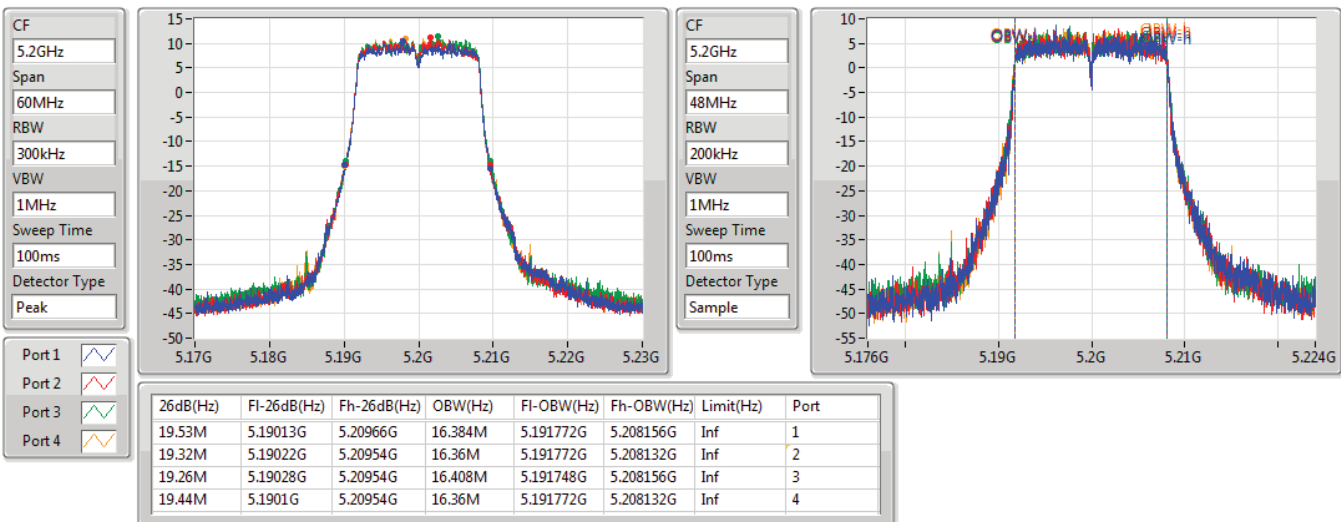 CF
5.2GHz
Span
60MHz
RBW
300kHz
VBW
1MHz
Sweep Time
100ms
Detector Type
Peak
15
10
5
0
-5
-10
-15
-20
-25
-30
-35
-40
-45
-50
5.17G 5.18G 5.19G 5.2G 5.21G 5.22G 5.23G
CF
5.2GHz
Span
48MHz
RBW
200kHz
VBW
1MHz
Sweep Time
100ms
Detector Type
Sample
10
5
0
-5
-10
-15
-20
-25
-30
-35
-40
-45
-50
-55
5.176G 5.19G 5.2G 5.21G 5.224G
Port 1
Port 2
Port 3
Port 4
26dB(Hz) Fl-26dB(Hz) Fh-26dB(Hz) OBW(Hz) Fl-OBW(Hz) Fh-OBW(Hz) Limit(Hz) Port
19.53M 5.19013G 5.20966G 16.384M 5.191772G 5.208156G Inf 1
19.32M 5.19022G 5.20954G 16.36M 5.191772G 5.208132G Inf 2
19.26M 5.19028G 5.20954G 16.408M 5.191748G 5.208156G Inf 3
19.44M 5.1901G 5.20954G 16.36M 5.191772G 5.208132G Inf 4